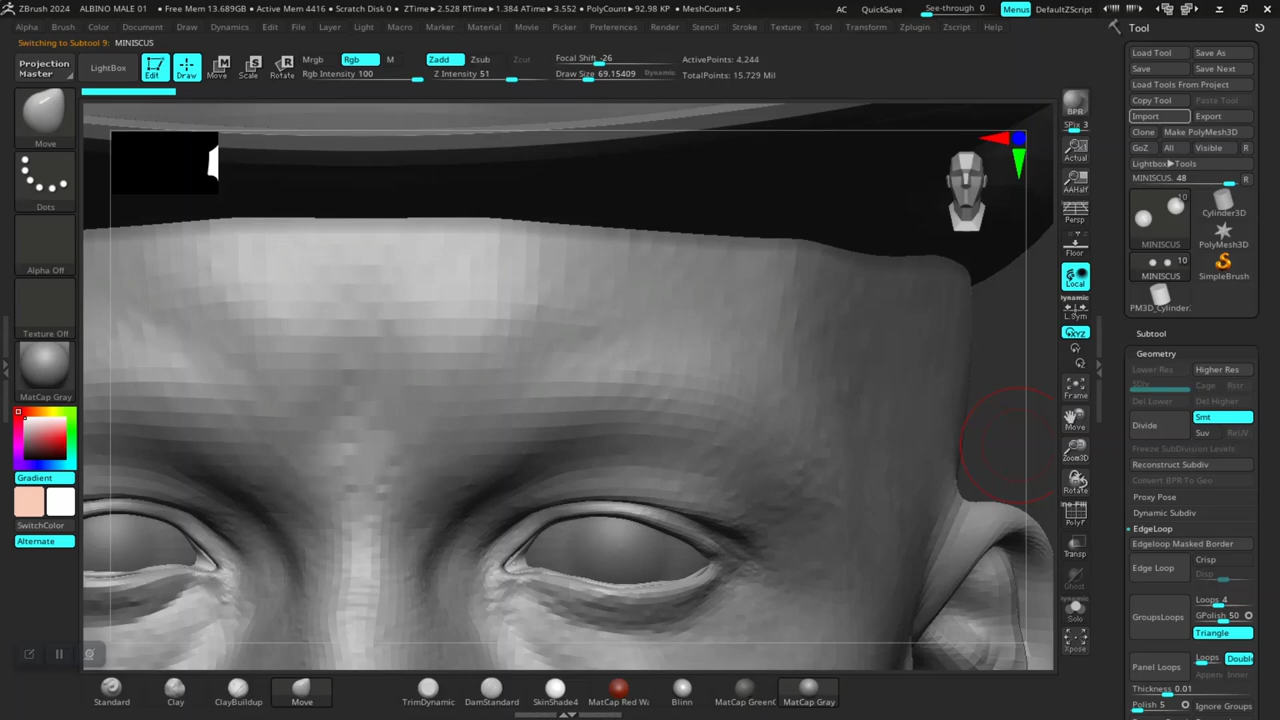 ZBrush 2024 ALBINO MALE 01 • Free Mem 13.689GB • Active Mem 4416 • Scratch Disk 0 • ZTime▸2.528 RTime▸1.384 ATime▸3.552 • PolyCount▸92.98 KP • MeshCount▸5 AC QuickSave See-through 0 Menus DefaultZScript
Alpha Brush Color Document Draw Dynamics Edit File Layer Light Macro Marker Material Movie Picker Preferences Render Stencil Stroke Texture Tool Transform Zplugin Zscript Help
Switching to Subtool 9: MINISCUS
Projection Master
LightBox
Edit
Draw
Move
Scale
Rotate
Mrgb Rgb M
Rgb Intensity 100
Zadd Zsub Zcut
Z Intensity 51
Focal Shift -26
Draw Size 69.15409 Dynamic
ActivePoints: 4,244
TotalPoints: 15.729 Mil
Move
Dots
Alpha Off
Texture Off
MatCap Gray
Gradient
SwitchColor
Alternate
BPR
SPix 3
Actual
AAHalf
Persp
Floor
Local
Dynamic
L.Sym
XYZ
Frame
Move
Zoom3D
Rotate
PolyF
Transp
Ghost
Solo
Xpose
Tool
Load Tool Save As
Save Save Next
Load Tools From Project
Copy Tool Paste Tool
Import Export
Clone Make PolyMesh3D
GoZ All Visible R
Lightbox▸Tools
MINISCUS. 48 R
10
MINISCUS
Cylinder3D
PolyMesh3D
10
MINISCUS
SimpleBrush
PM3D_Cylinder.
Subtool
Geometry
Lower Res Higher Res
SDiv Cage Rstr
Del Lower Del Higher
Divide Smt
Suv ReUV
Freeze SubDivision Levels
Reconstruct Subdiv
Convert BPR To Geo
Proxy Pose
Dynamic Subdiv
EdgeLoop
Edgeloop Masked Border
Edge Loop Crisp
Disp
GroupsLoops Loops 4
GPolish 50
Triangle
Panel Loops Loops Double
Append Inner
Thickness 0.01
Polish 5 Ignore Groups
Standard Clay ClayBuildup Move TrimDynamic DamStandard SkinShade4 MatCap Red Wa Blinn MatCap GreenC MatCap Gray